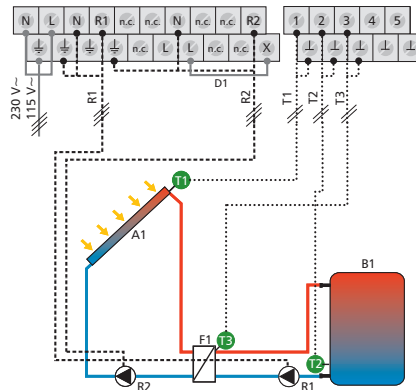 N L N R1 n.c. n.c. N n.c. R2
1 2 3 4 5
n.c. L L n.c. X
D1
230 V~
115 V~
R1
R2
T1
T2
T3
T1
A1
B1
F1
T3
T2
R2
R1